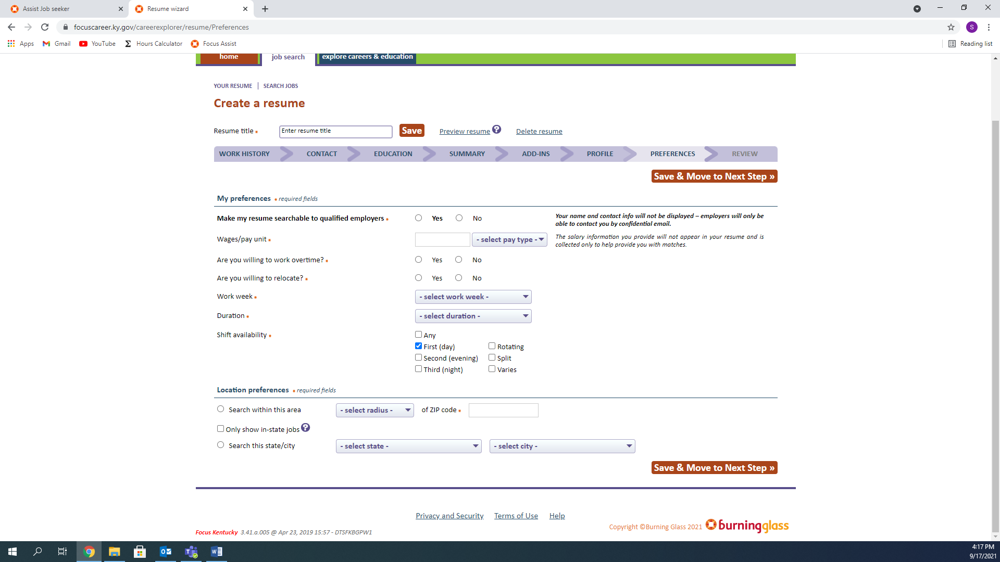 Assist Job seeker
Resume wizard
focuscareer.ky.gov/careerexplorer/resume/Preferences
S
Apps Gmail YouTube Hours Calculator Focus Assist Reading list
home job search explore careers & education
YOUR RESUME | SEARCH JOBS
Create a resume
Resume title * Enter resume title Save Preview resume ? Delete resume
WORK HISTORY CONTACT EDUCATION SUMMARY ADD-INS PROFILE PREFERENCES REVIEW
Save & Move to Next Step »
My preferences * required fields
Make my resume searchable to qualified employers * Yes No
Your name and contact info will not be displayed – employers will only be
able to contact you by confidential email.
Wages/pay unit * - select pay type -
The salary information you provide will not appear in your resume and is
collected only to help provide you with matches.
Are you willing to work overtime? * Yes No
Are you willing to relocate? * Yes No
Work week * - select work week -
Duration * - select duration -
Shift availability * Any
First (day) Rotating
Second (evening) Split
Third (night) Varies
Location preferences * required fields
Search within this area - select radius - of ZIP code *
Only show in-state jobs ?
Search this state/city - select state - - select city -
Save & Move to Next Step »
Privacy and Security Terms of Use Help
Copyright ©Burning Glass 2021 burningglass
Focus Kentucky 3.41.a.005 @ Apr 23, 2019 15:57 - DTSFKBGPW1
4:17 PM
9/17/2021